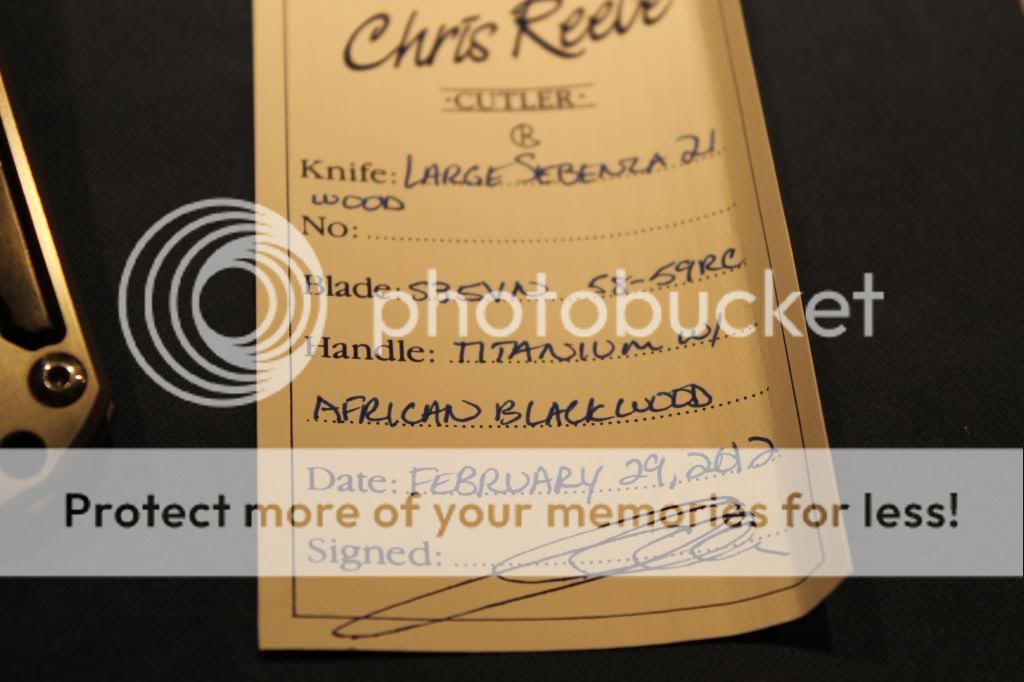 Chris Reeve
·CUTLER·
Knife: LARGE SEBENZA 21
WOOD
No:
Blade: S35VN 58-59RC
photobucket
Handle: TITANIUM W/
AFRICAN BLACKWOOD
Date: FEBRUARY 29, 2012
Protect more of your memories for less!
Signed: